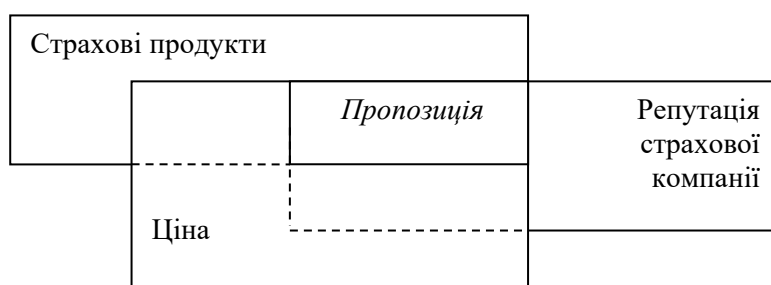 Страхові продукти
Пропозиція
Репутація
страхової
компанії
Ціна